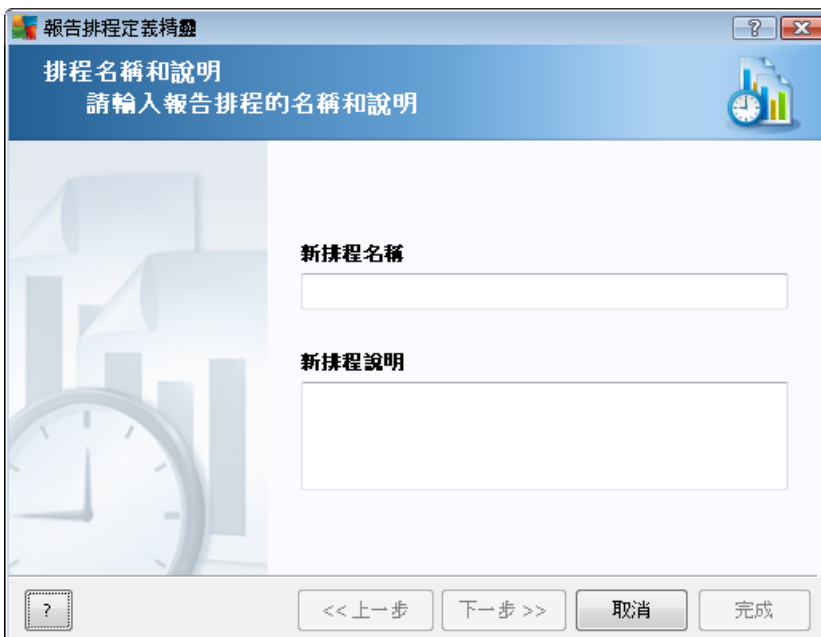 報告排程定義精靈
排程名稱和說明
請輸入報告排程的名稱和說明
新排程名稱
新排程說明
?
<< 上一步
下一步 >>
取消
完成